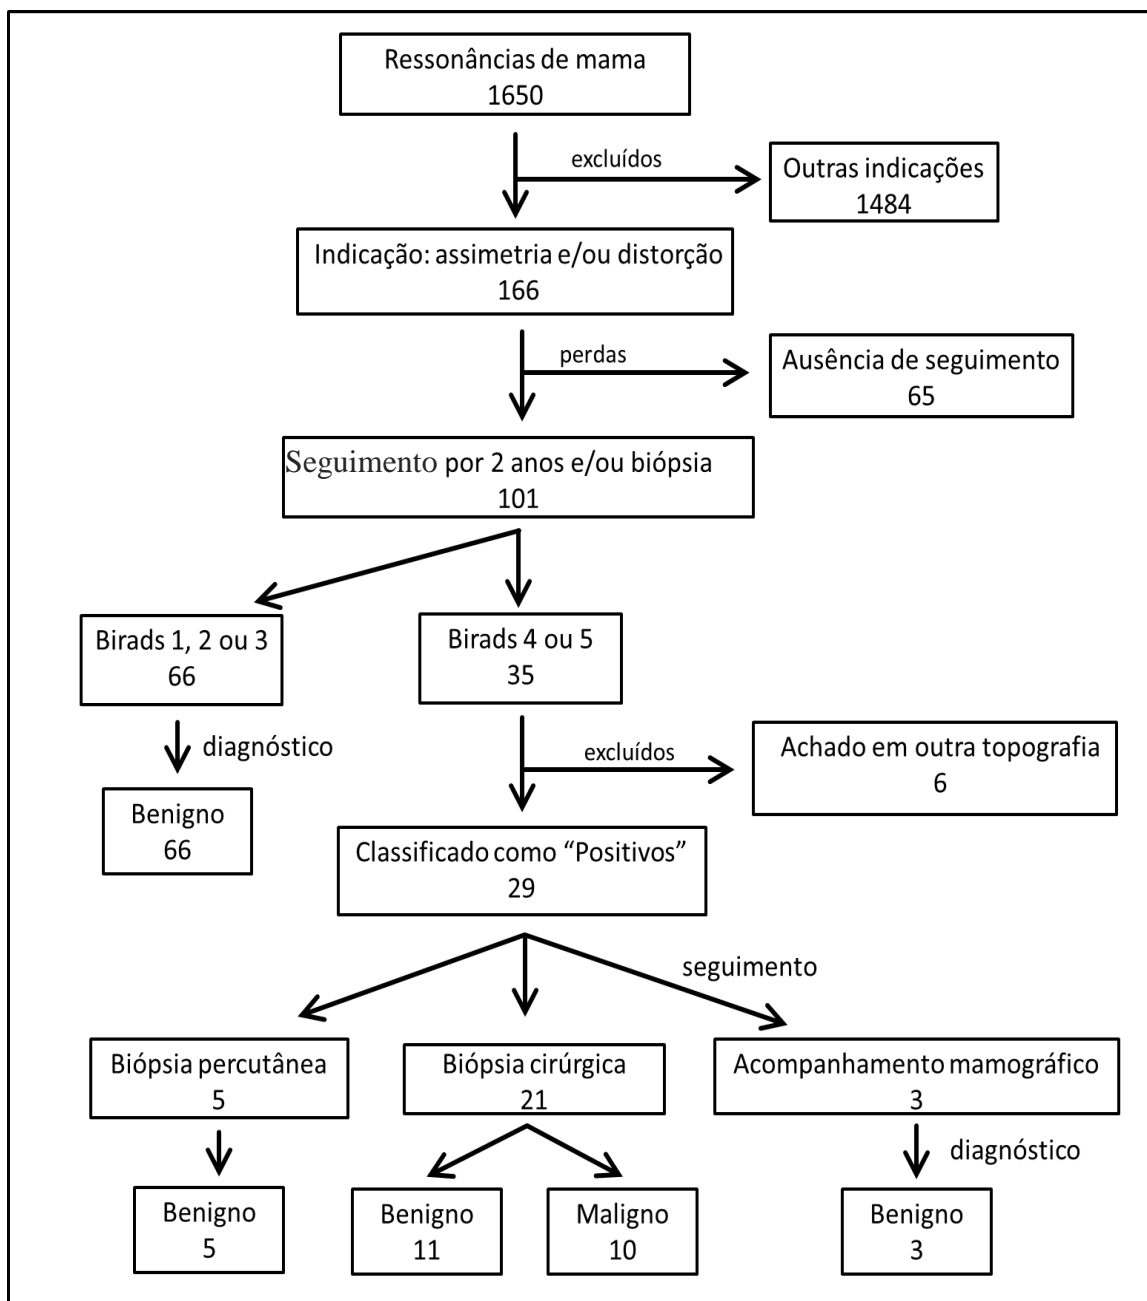 Ressonâncias de mama
1650
excluídos
Outras indicações
1484
Indicação: assimetria e/ou distorção
166
perdas
Ausência de seguimento
65
Seguimento por 2 anos e/ou biópsia
101
Birads 1, 2 ou 3
66
Birads 4 ou 5
35
diagnóstico
excluídos
Achado em outra topografia
6
Benigno
66
Classificado como “Positivos”
29
seguimento
Biópsia percutânea
5
Biópsia cirúrgica
21
Acompanhamento mamográfico
3
diagnóstico
Benigno
5
Benigno
11
Maligno
10
Benigno
3